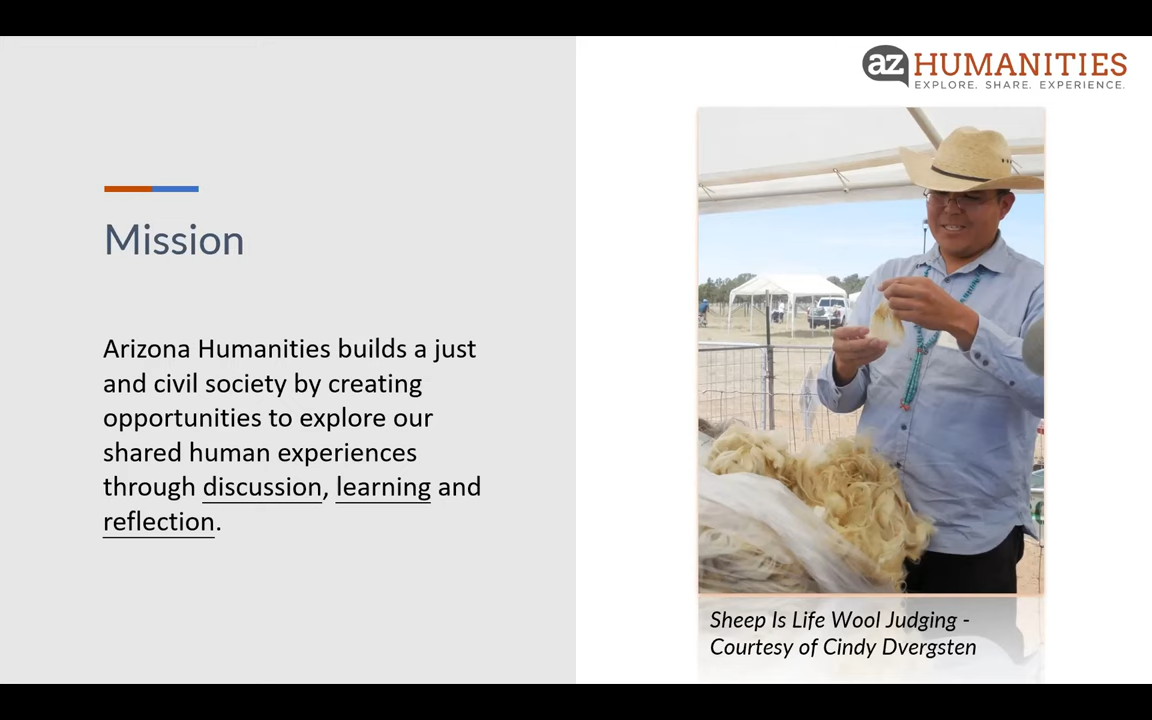 az HUMANITIES
EXPLORE. SHARE. EXPERIENCE.
Mission
Arizona Humanities builds a just
and civil society by creating
opportunities to explore our
shared human experiences
through discussion, learning and
reflection.
Sheep Is Life Wool Judging -
Courtesy of Cindy Dvergsten